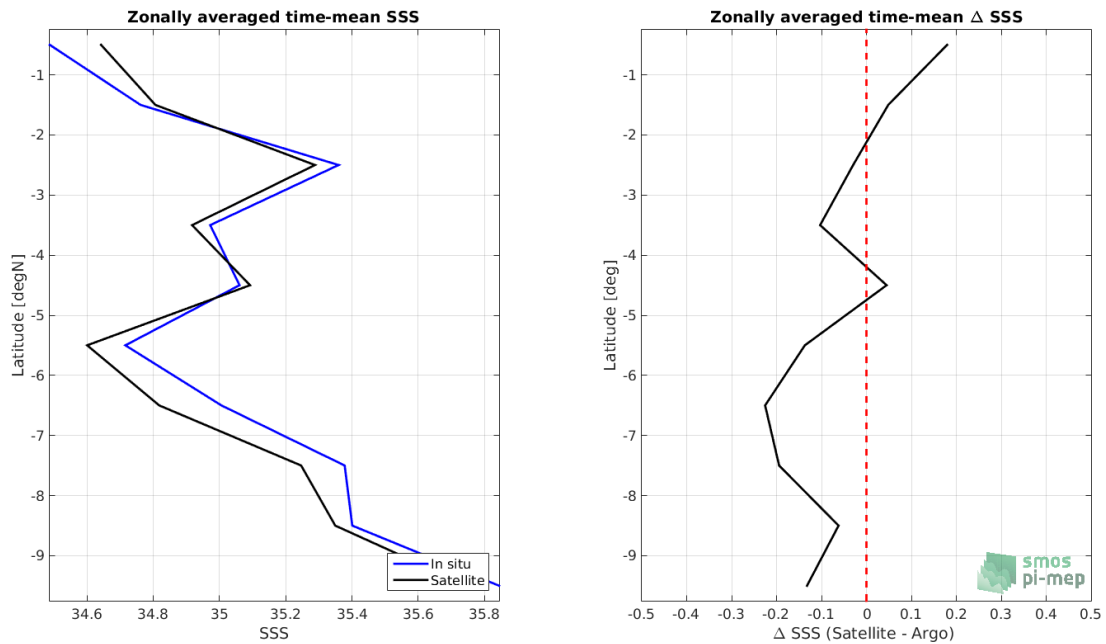 Zonally averaged time-mean SSS
-1
-2
-3
-4
-5
-6
-7
-8
-9
Latitude [degN]
34.6 34.8 35 35.2 35.4 35.6 35.8
SSS
In situ
Satellite
Zonally averaged time-mean Δ SSS
-1
-2
-3
-4
-5
-6
-7
-8
-9
Latitude [deg]
-0.5 -0.4 -0.3 -0.2 -0.1 0 0.1 0.2 0.3 0.4 0.5
Δ SSS (Satellite - Argo)
smos
pi-mep